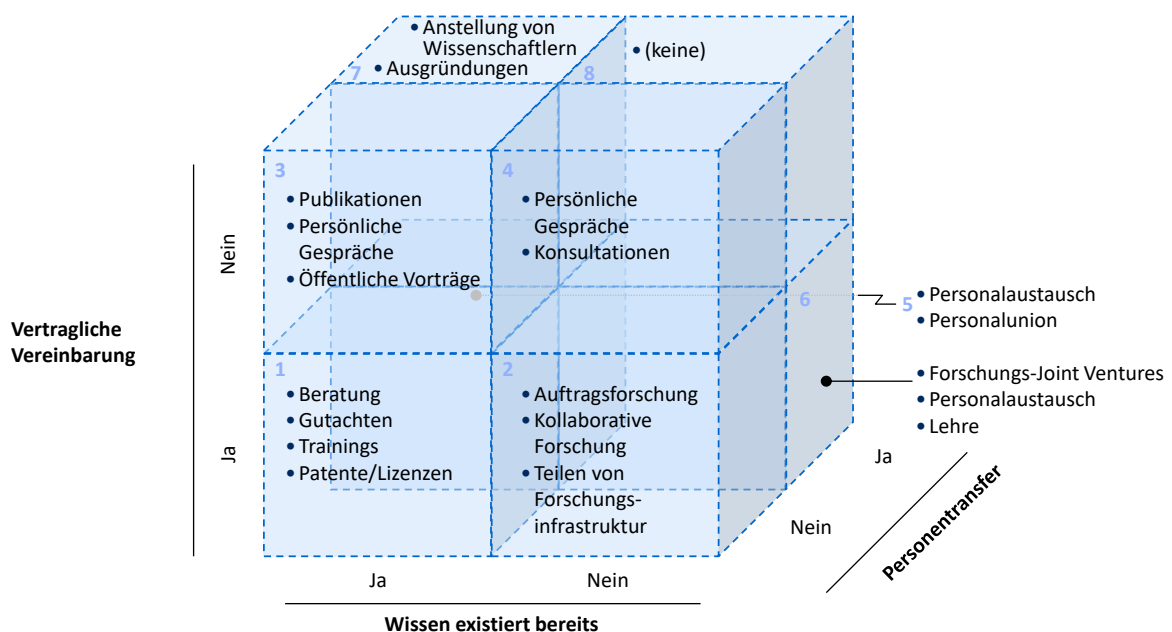 • Anstellung von
Wissenschaftlern
• Ausgründungen
7
• (keine)
8
3
• Publikationen
• Persönliche
Gespräche
• Öffentliche Vorträge
4
• Persönliche
Gespräche
• Konsultationen
Nein
6
5
• Personalaustausch
• Personalunion
Vertragliche
Vereinbarung
1
• Beratung
• Gutachten
• Trainings
• Patente/Lizenzen
2
• Auftragsforschung
• Kollaborative
Forschung
• Teilen von
Forschungs-
infrastruktur
• Forschungs-Joint Ventures
• Personalaustausch
• Lehre
Ja
Ja
Nein
Personentransfer
Ja
Nein
Wissen existiert bereits